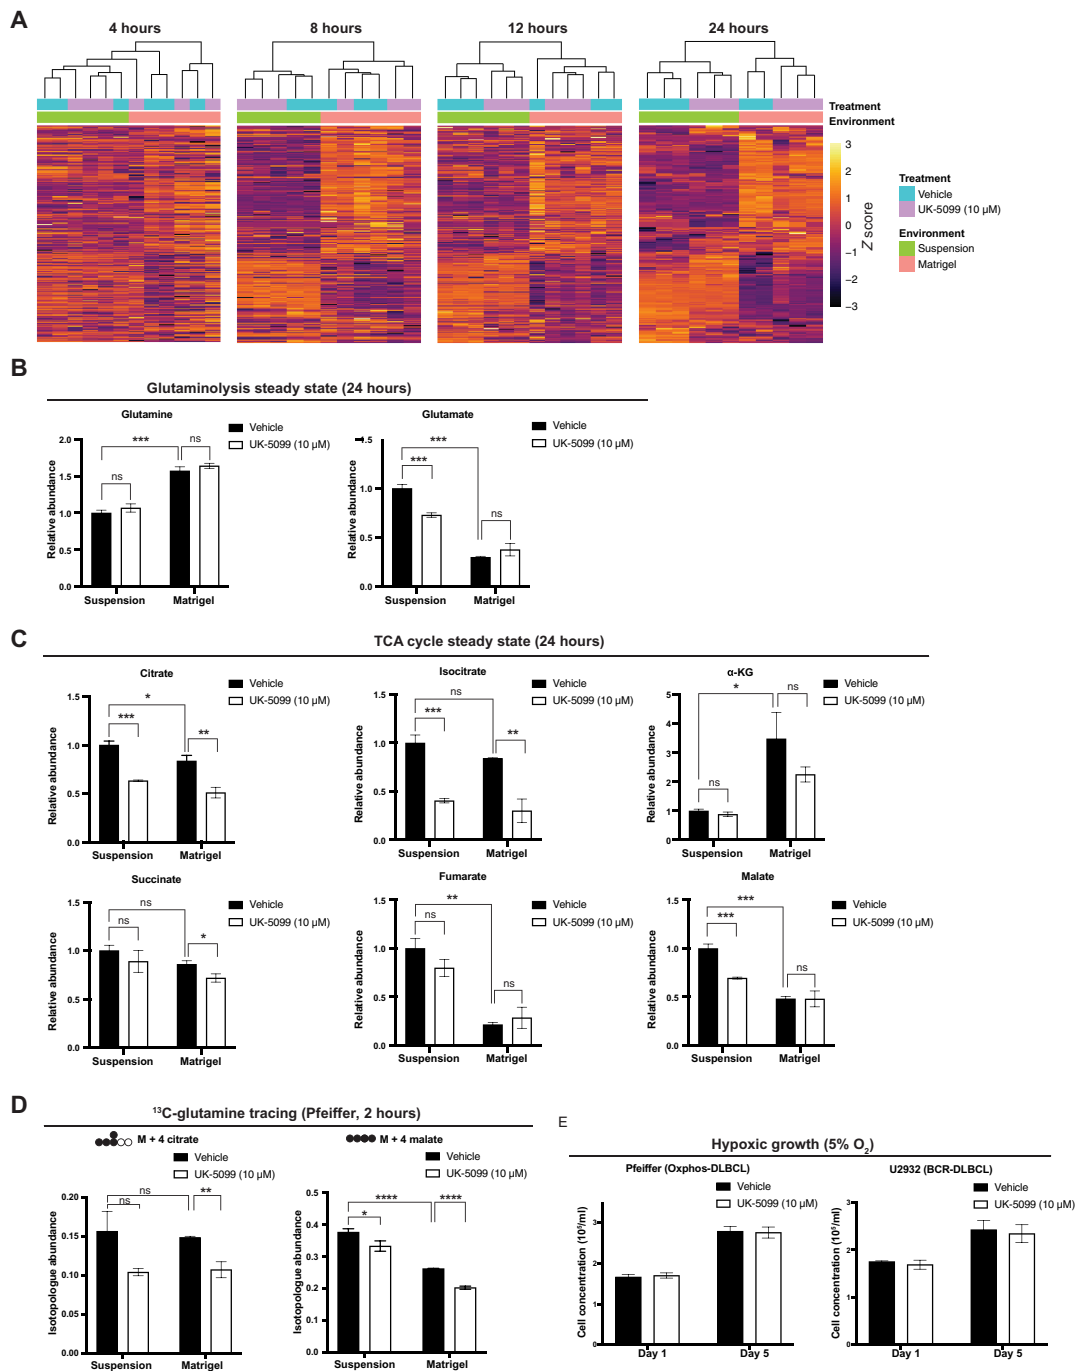 A
4 hours
8 hours
12 hours
24 hours
Treatment
Environment
3
2
1
0
−1
−2
−3
Z score
Treatment
Vehicle
UK-5099 (10 µM)
Environment
Suspension
Matrigel
B
Glutaminolysis steady state (24 hours)
Glutamine
Vehicle
UK-5099 (10 µM)
Relative abundance
2.0
1.5
1.0
0.5
0.0
ns
***
ns
Suspension
Matrigel
Glutamate
Vehicle
UK-5099 (10 µM)
Relative abundance
1.5
1.0
0.5
0.0
***
***
ns
Suspension
Matrigel
C
TCA cycle steady state (24 hours)
Citrate
Vehicle
UK-5099 (10 µM)
Relative abundance
1.5
1.0
0.5
0.0
*
***
**
Suspension
Matrigel
Isocitrate
Vehicle
UK-5099 (10 µM)
Relative abundance
1.5
1.0
0.5
0.0
ns
***
**
Suspension
Matrigel
α-KG
Vehicle
UK-5099 (10 µM)
Relative abundance
5
4
3
2
1
0
*
ns
ns
Suspension
Matrigel
Succinate
Vehicle
UK-5099 (10 µM)
Relative abundance
1.5
1.0
0.5
0.0
ns
ns
*
Suspension
Matrigel
Fumarate
Vehicle
UK-5099 (10 µM)
Relative abundance
1.5
1.0
0.5
0.0
**
ns
ns
Suspension
Matrigel
Malate
Vehicle
UK-5099 (10 µM)
Relative abundance
1.5
1.0
0.5
0.0
***
***
ns
Suspension
Matrigel
D
¹³C-glutamine tracing (Pfeiffer, 2 hours)
M + 4 citrate
Vehicle
UK-5099 (10 µM)
Isotopologue abundance
0.20
0.15
0.10
0.05
0.00
ns
ns
**
Suspension
Matrigel
M + 4 malate
Vehicle
UK-5099 (10 µM)
Isotopologue abundance
0.5
0.4
0.3
0.2
0.1
0.0
****
****
*
Suspension
Matrigel
E
Hypoxic growth (5% O₂)
Pfeiffer (Oxphos-DLBCL)
Vehicle
UK-5099 (10 µM)
Cell concentration (10⁵/ml)
3
2
1
0
Day 1
Day 5
U2932 (BCR-DLBCL)
Vehicle
UK-5099 (10 µM)
Cell concentration (10⁵/ml)
3
2
1
0
Day 1
Day 5